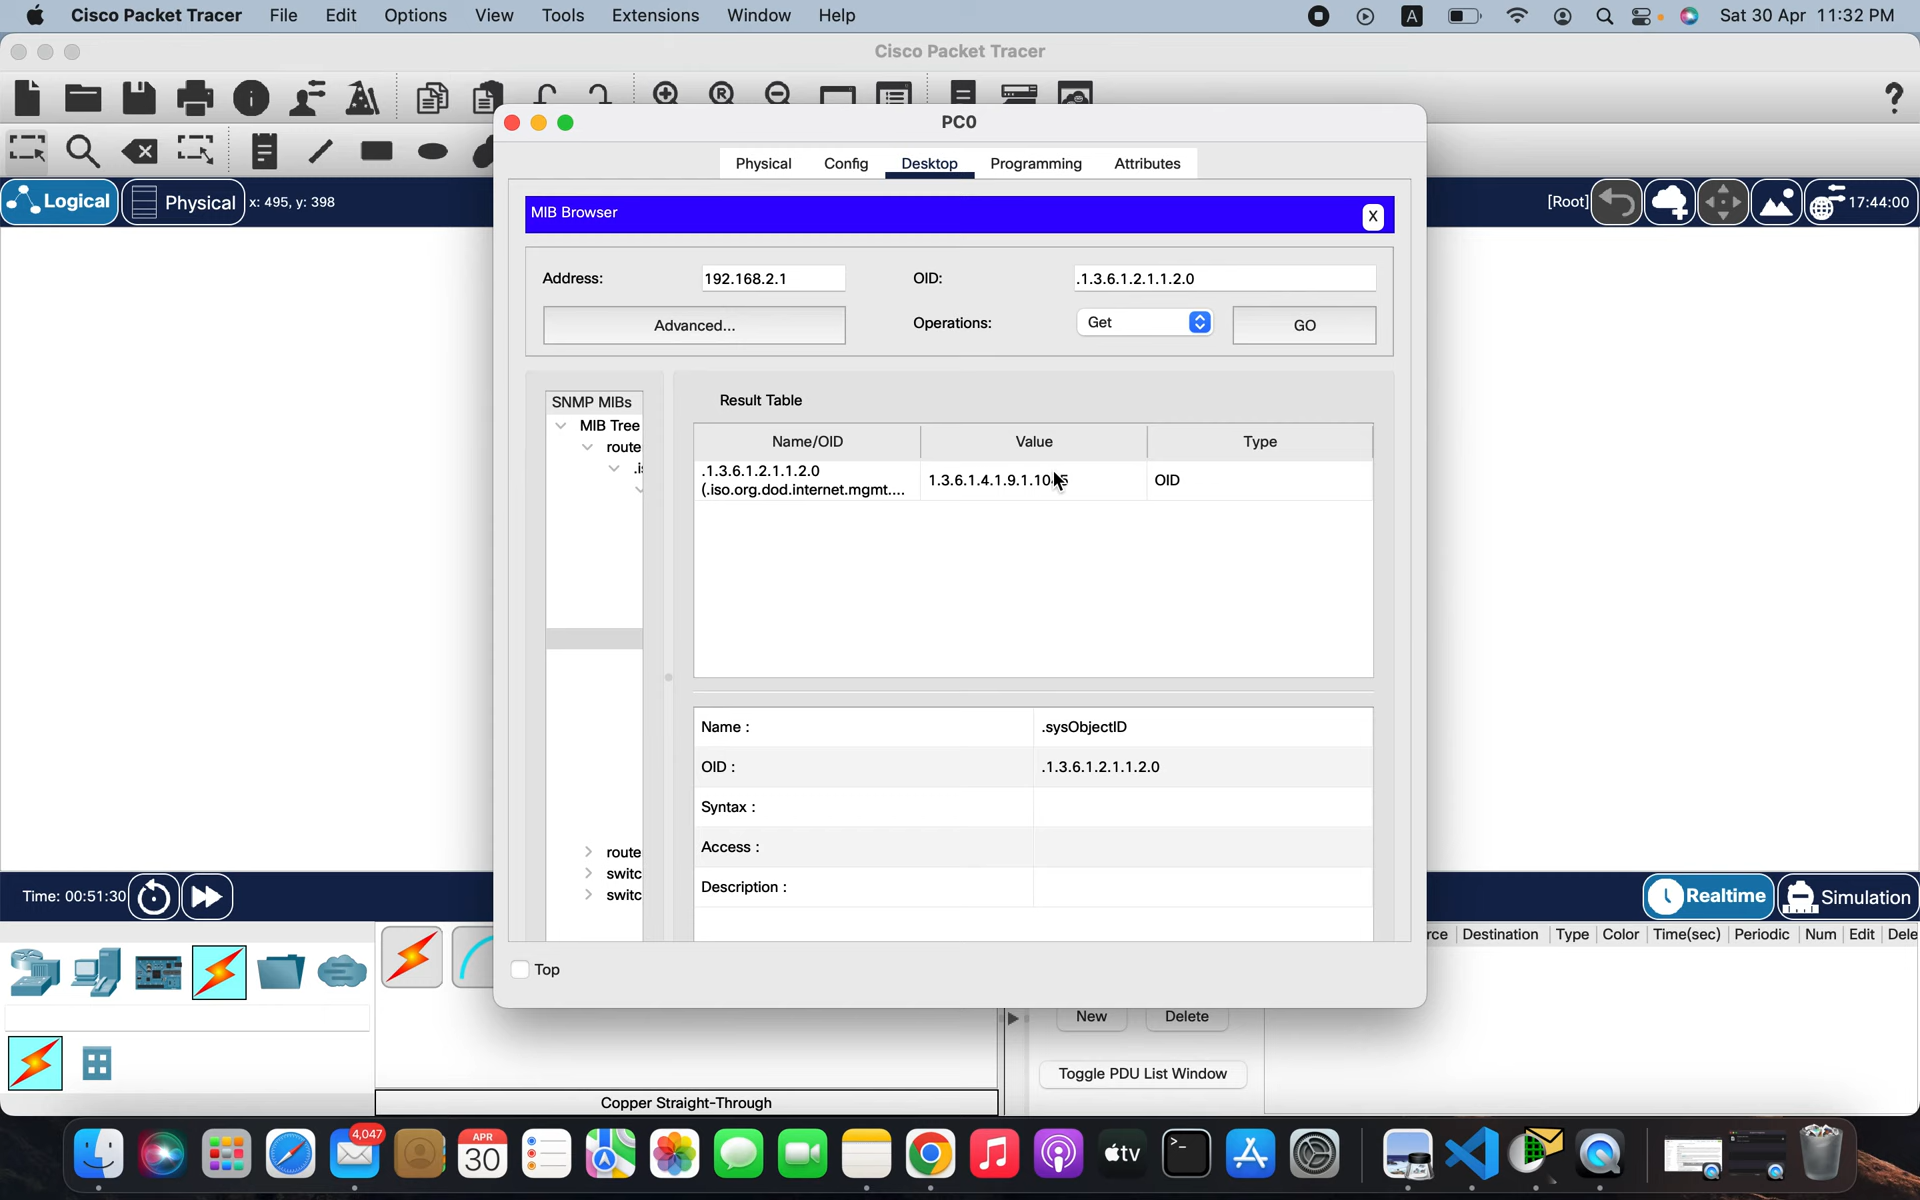 Cisco Packet Tracer File Edit Options View Tools Extensions Window Help A Sat 30 Apr 11:32 PM
Cisco Packet Tracer
PC0
Physical Config Desktop Programming Attributes
Logical Physical x: 495, y: 398 [Root] 17:44:00
MIB Browser X
Address: 192.168.2.1 OID: .1.3.6.1.2.1.1.2.0
Advanced... Operations: Get GO
SNMP MIBs Result Table
MIB Tree
route
.is
Name/OID Value Type
.1.3.6.1.2.1.1.2.0
(.iso.org.dod.internet.mgmt.... OID
Name : .sysObjectID
OID : .1.3.6.1.2.1.1.2.0
Syntax :
Access :
Description :
route
switc
switc
Time: 00:51:30 Realtime Simulation
rce Destination Type Color Time(sec) Periodic Num Edit Dele
Top
New Delete
Toggle PDU List Window
Copper Straight-Through
4,047
APR
30
tv